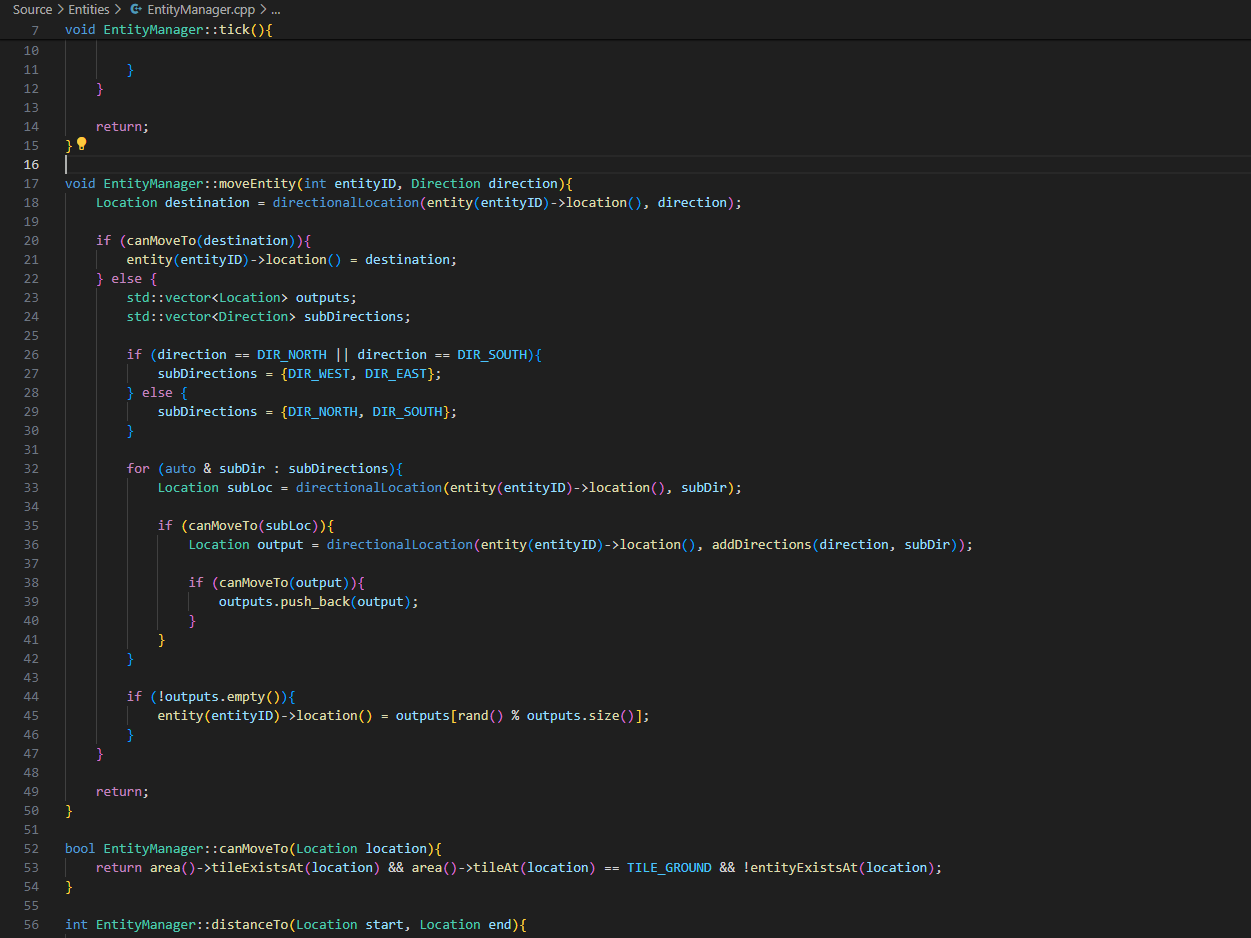 Source > Entities > EntityManager.cpp > ...
7 void EntityManager::tick(){
10
11 }
12 }
13
14 return;
15 }
16
17 void EntityManager::moveEntity(int entityID, Direction direction){
18 Location destination = directionalLocation(entity(entityID)->location(), direction);
19
20 if (canMoveTo(destination)){
21 entity(entityID)->location() = destination;
22 } else {
23 std::vector<Location> outputs;
24 std::vector<Direction> subDirections;
25
26 if (direction == DIR_NORTH || direction == DIR_SOUTH){
27 subDirections = {DIR_WEST, DIR_EAST};
28 } else {
29 subDirections = {DIR_NORTH, DIR_SOUTH};
30 }
31
32 for (auto & subDir : subDirections){
33 Location subLoc = directionalLocation(entity(entityID)->location(), subDir);
34
35 if (canMoveTo(subLoc)){
36 Location output = directionalLocation(entity(entityID)->location(), addDirections(direction, subDir));
37
38 if (canMoveTo(output)){
39 outputs.push_back(output);
40 }
41 }
42 }
43
44 if (!outputs.empty()){
45 entity(entityID)->location() = outputs[rand() % outputs.size()];
46 }
47 }
48
49 return;
50 }
51
52 bool EntityManager::canMoveTo(Location location){
53 return area()->tileExistsAt(location) && area()->tileAt(location) == TILE_GROUND && !entityExistsAt(location);
54 }
55
56 int EntityManager::distanceTo(Location start, Location end){